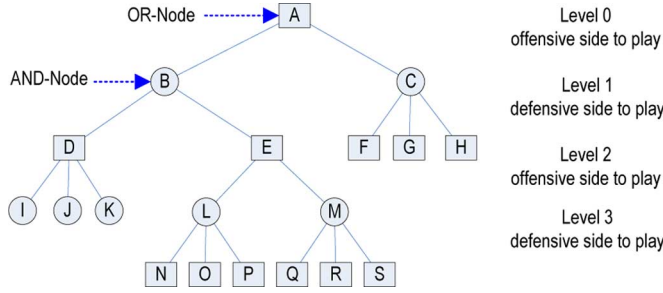 OR-Node
A
Level 0
offensive side to play
AND-Node
B
C
Level 1
defensive side to play
D
E
F
G
H
Level 2
offensive side to play
I
J
K
L
M
Level 3
defensive side to play
N
O
P
Q
R
S